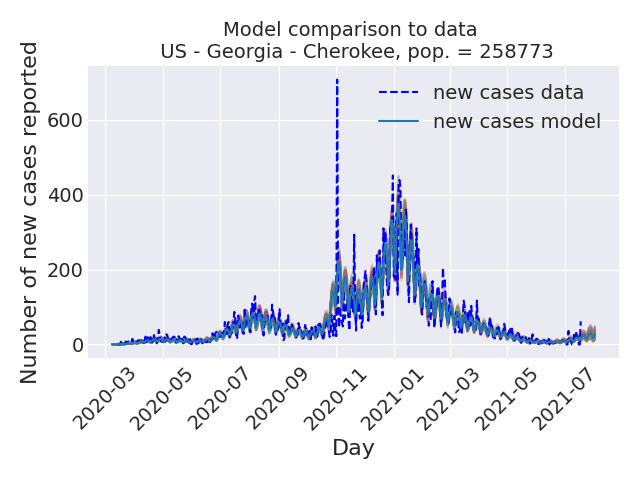 Model comparison to data
US - Georgia - Cherokee, pop. = 258773
Number of new cases reported
600
400
200
0
new cases data
new cases model
2020-03
2020-05
2020-07
2020-09
2020-11
2021-01
2021-03
2021-05
2021-07
Day